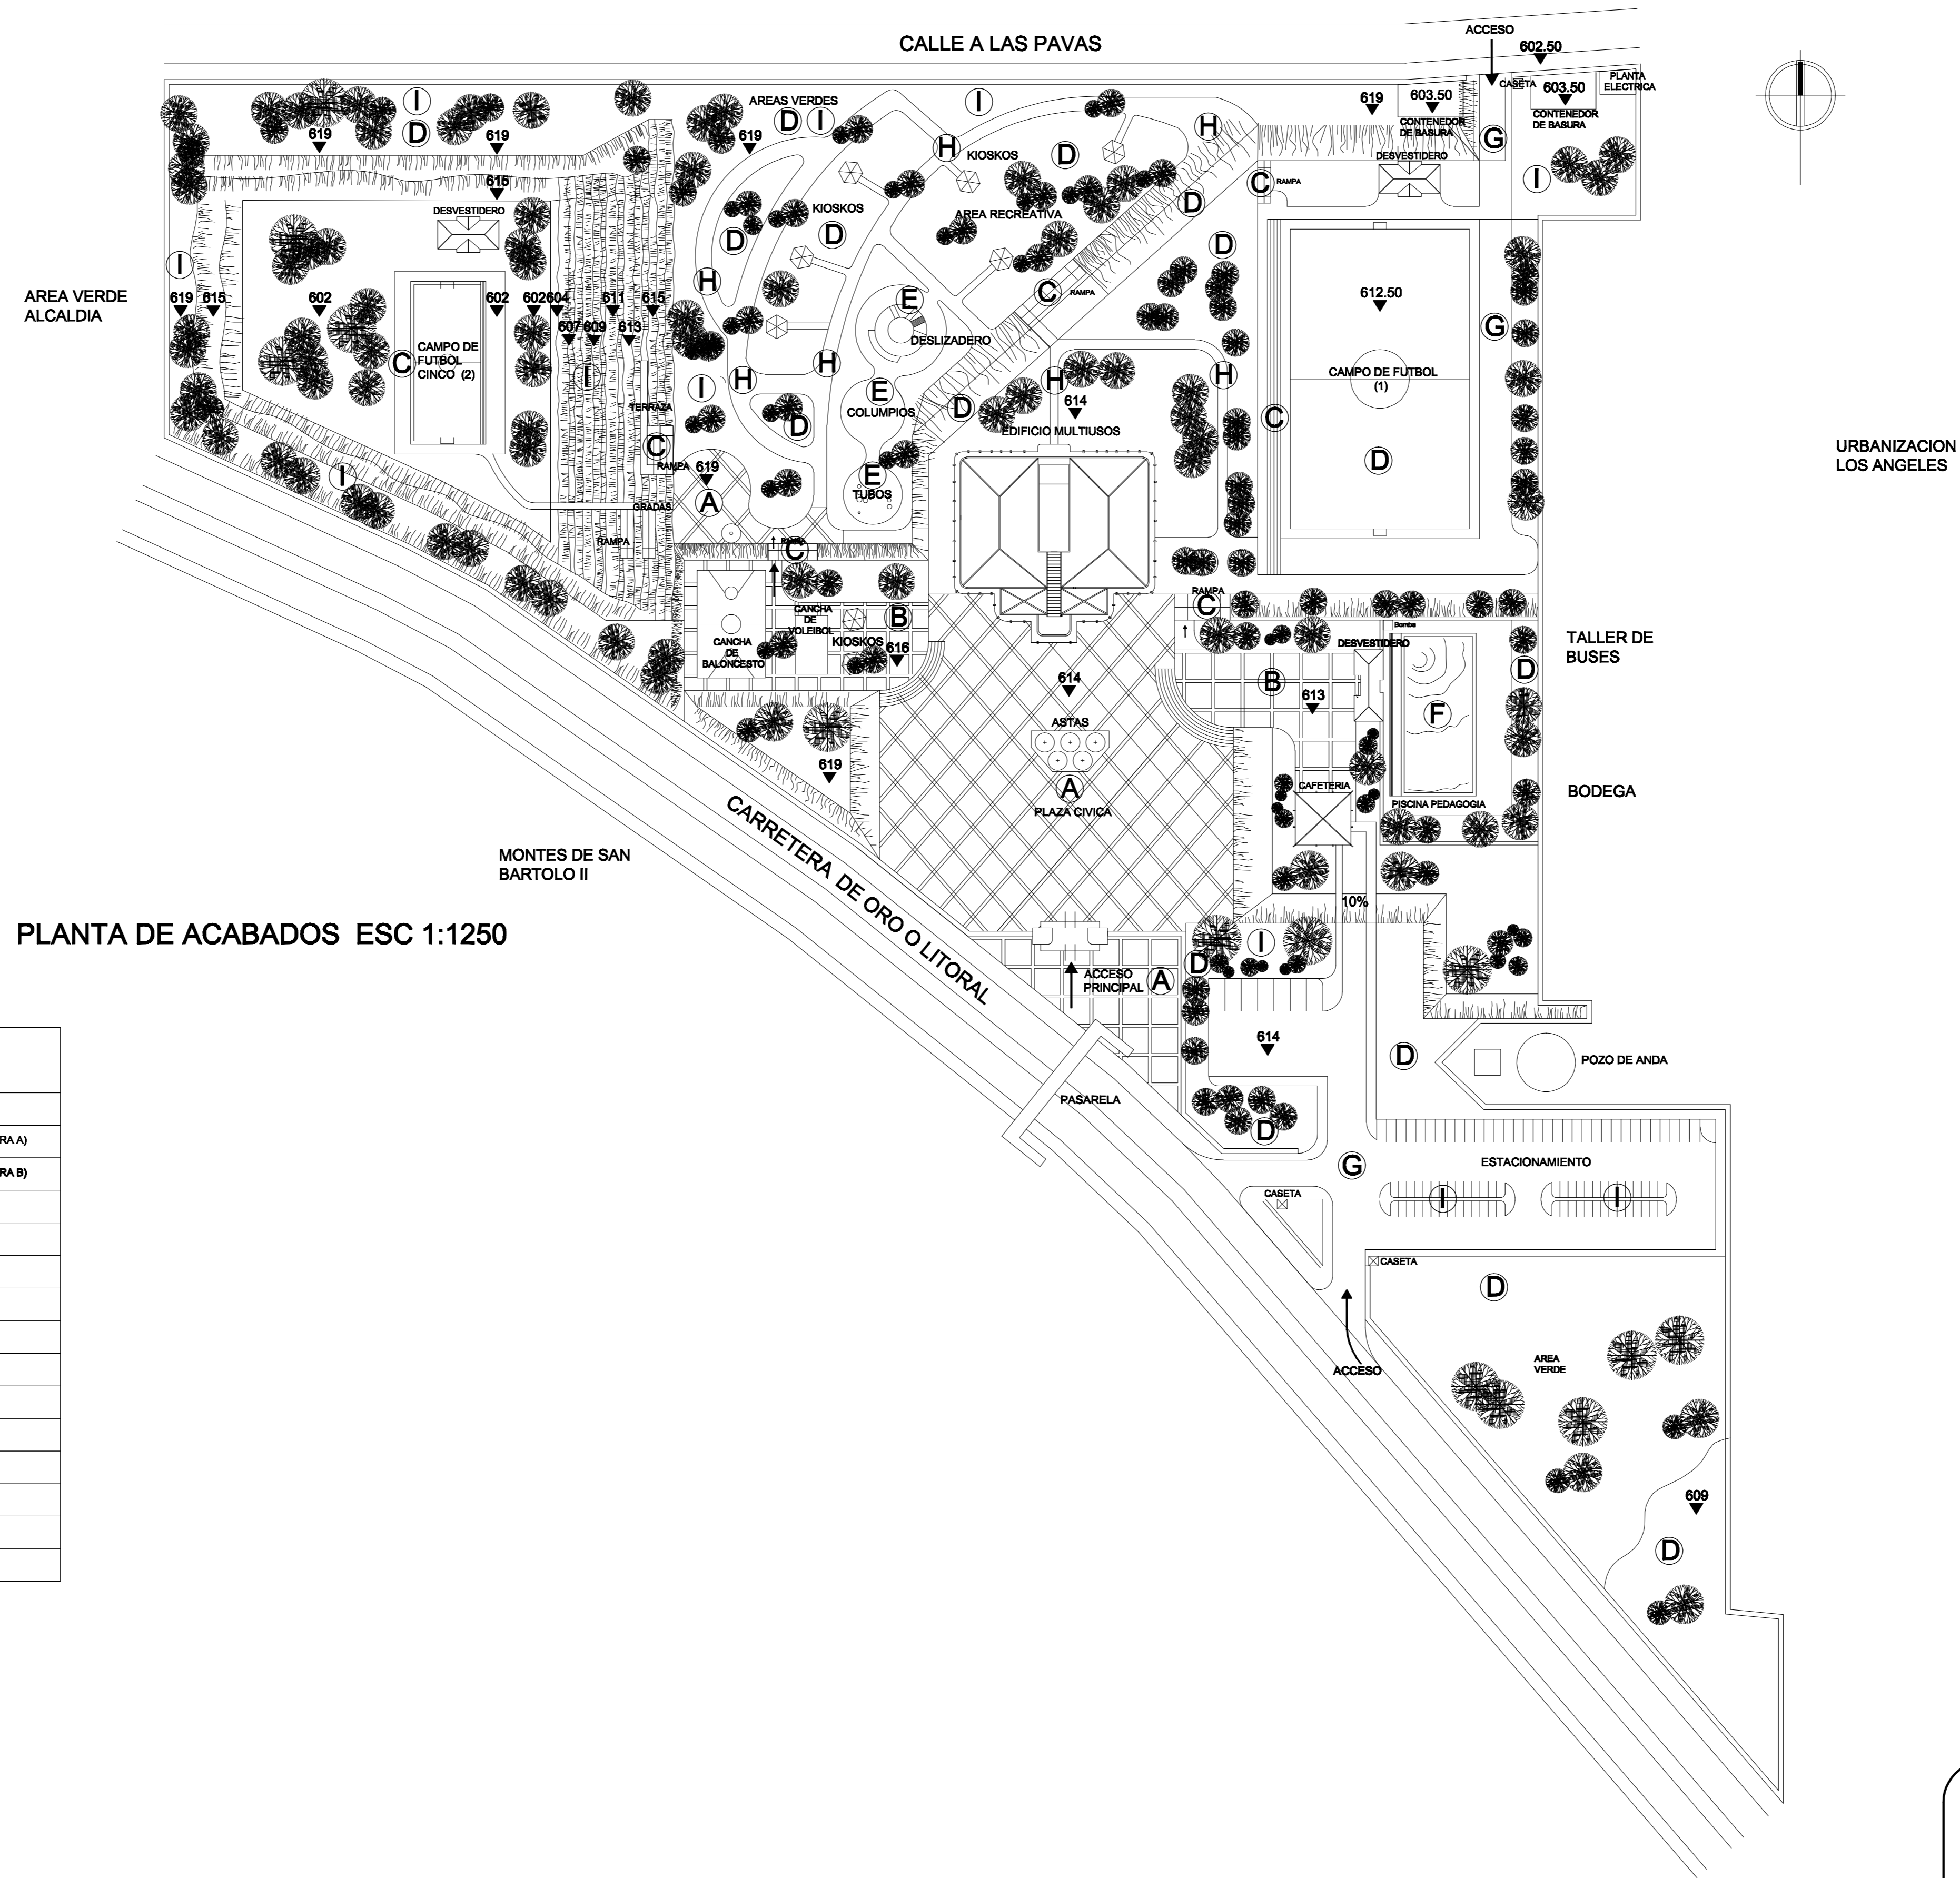 CALLE A LAS PAVAS
ACCESO
602.50
CASETA
603.50
PLANTA
ELECTRICA
CONTENEDOR
DE BASURA
619
603.50
CONTENEDOR
DE BASURA
G
DESVESTIDERO
I
AREAS VERDES
D I
619
I
H
KIOSKOS
D
H
C RAMPA
I
D
619
619
615
DESVESTIDERO
KIOSKOS
D
D
AREA RECREATIVA
D
D
H
I
619
615
602
602
602
604
607
609
611
613
615
AREA VERDE
ALCALDIA
C
CAMPO DE
FUTBOL
CINCO (2)
I
I
TERRAZA
C
RAMPA
619
A
GRADAS
RAMPA
I
H
H
D
E
DESLIZADERO
E
COLUMPIOS
E
TUBOS
C
RAMPA
D
H
614
EDIFICIO MULTIUSOS
H
C
612.50
CAMPO DE FUTBOL
(1)
D
G
URBANIZACION
LOS ANGELES
RAMPA
C
CANCHA
DE
VOLEIBOL
KIOSKOS
B
616
CANCHA
DE
BALONCESTO
619
RAMPA
C
Bomba
DESVESTIDERO
B
613
F
D
TALLER DE
BUSES
614
ASTAS
A
PLAZA CIVICA
CAFETERIA
PISCINA PEDAGOGIA
BODEGA
MONTES DE SAN
BARTOLO II
CARRETERA DE ORO O LITORAL
PLANTA DE ACABADOS ESC 1:1250
10%
I
D
ACCESO
PRINCIPAL
A
614
D
POZO DE ANDA
PASARELA
D
G
ESTACIONAMIENTO
I
I
CASETA
CASETA
D
ACCESO
AREA
VERDE
609
D
RA A)
RA B)